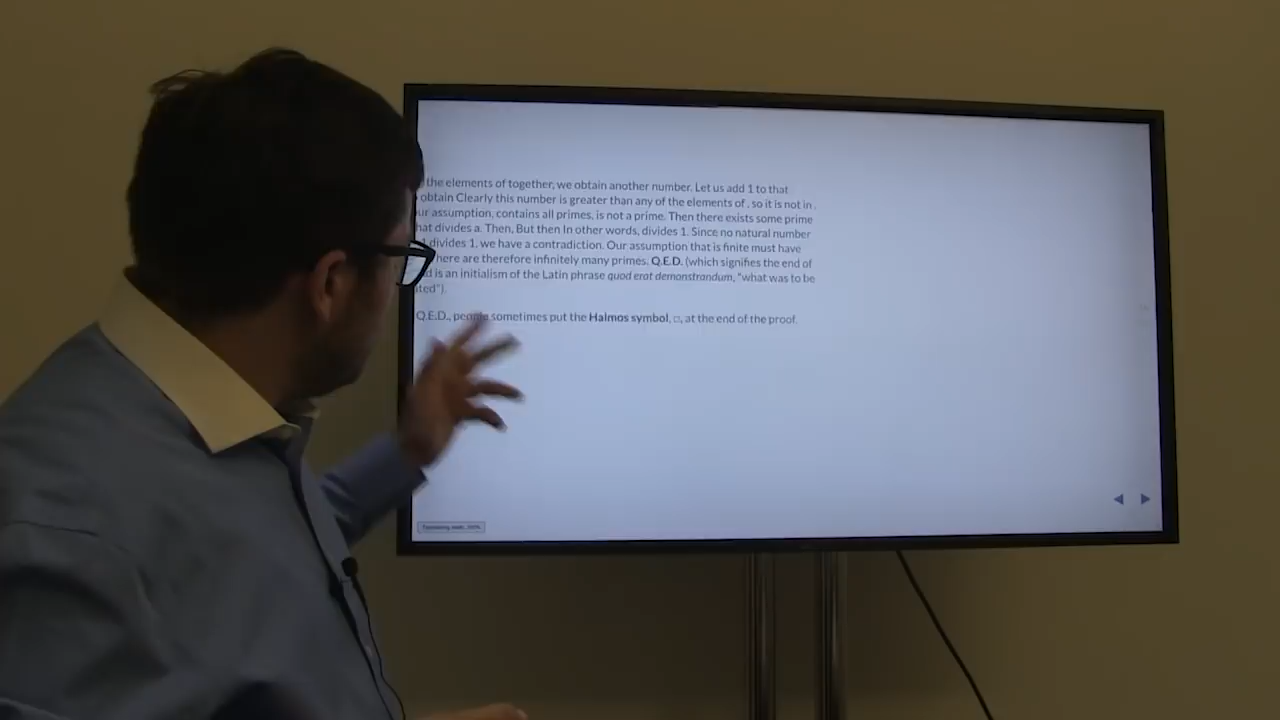 the elements of together, we obtain another number. Let us add 1 to that
obtain Clearly this number is greater than any of the elements of , so it is not in .
ur assumption, contains all primes, is not a prime. Then there exists some prime
hat divides a. Then, But then In other words, divides 1. Since no natural number
divides 1, we have a contradiction. Our assumption that is finite must have
here are therefore infinitely many primes. Q.E.D. (which signifies the end of
d is an initialism of the Latin phrase quod erat demonstrandum, "what was to be
ted").
Q.E.D., people sometimes put the Halmos symbol, □, at the end of the proof.